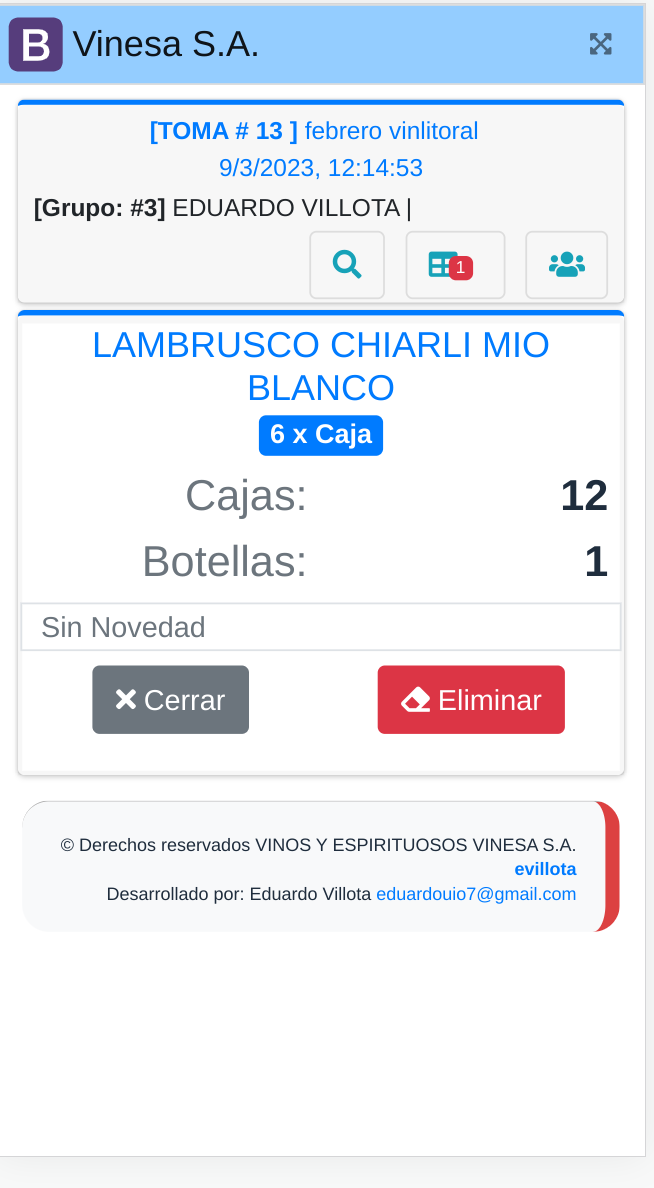 B Vinesa S.A.
[TOMA # 13 ] febrero vinlitoral
9/3/2023, 12:14:53
[Grupo: #3] EDUARDO VILLOTA |
1
LAMBRUSCO CHIARLI MIO
BLANCO
6 x Caja
Cajas: 12
Botellas: 1
Sin Novedad
Cerrar Eliminar
© Derechos reservados VINOS Y ESPIRITUOSOS VINESA S.A.
evillota
Desarrollado por: Eduardo Villota eduardouio7@gmail.com